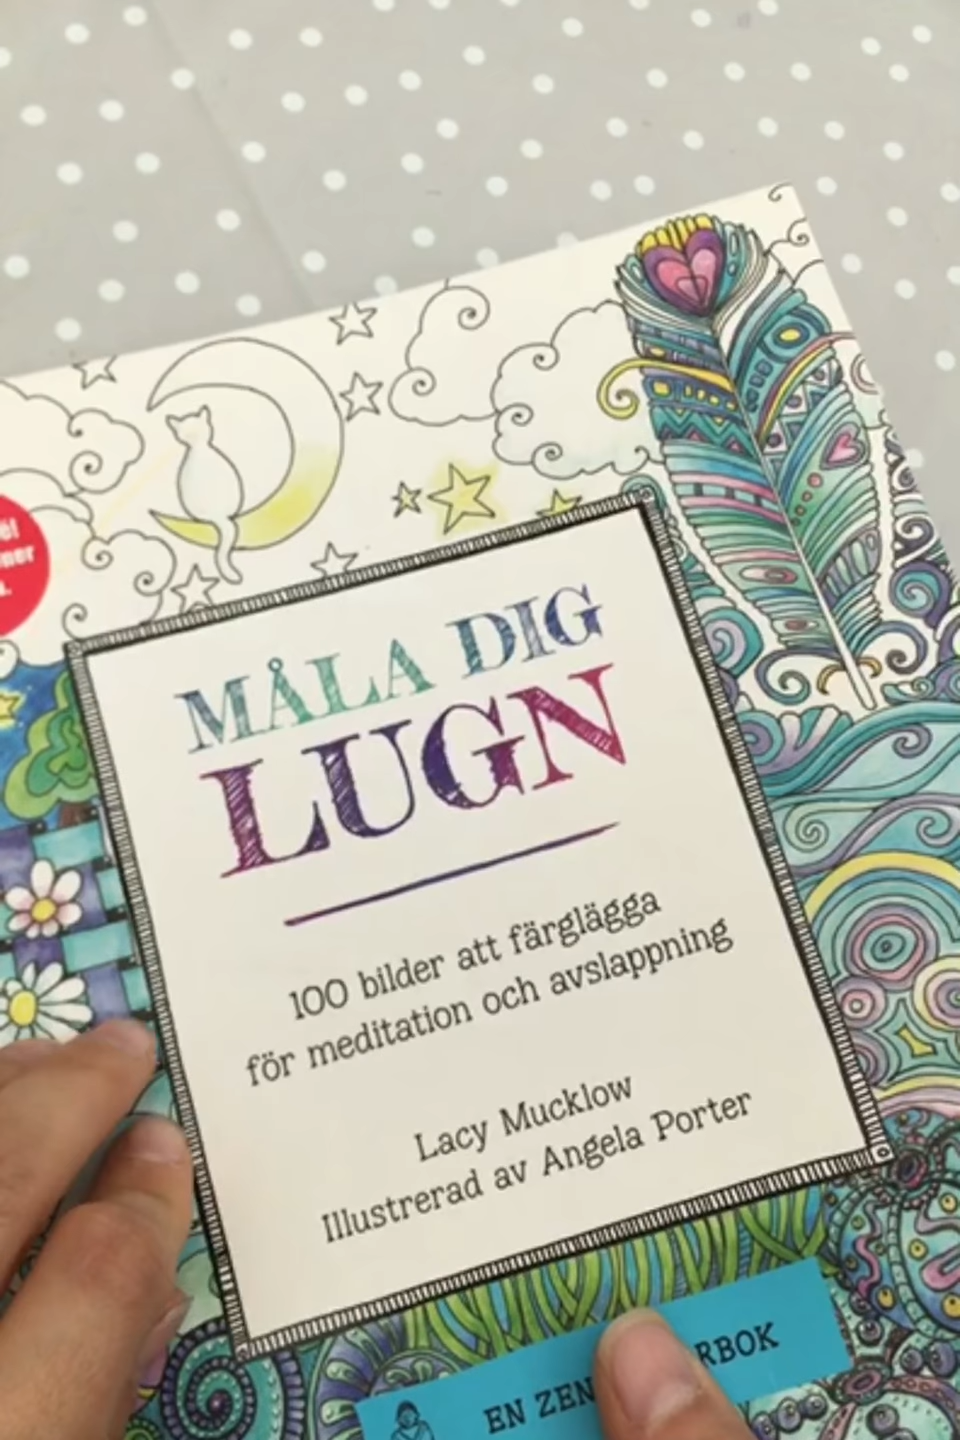 MÅLA DIG
LUGN
100 bilder att färglägga
för meditation och avslappning
Lacy Mucklow
Illustrerad av Angela Porter
EN ZEN